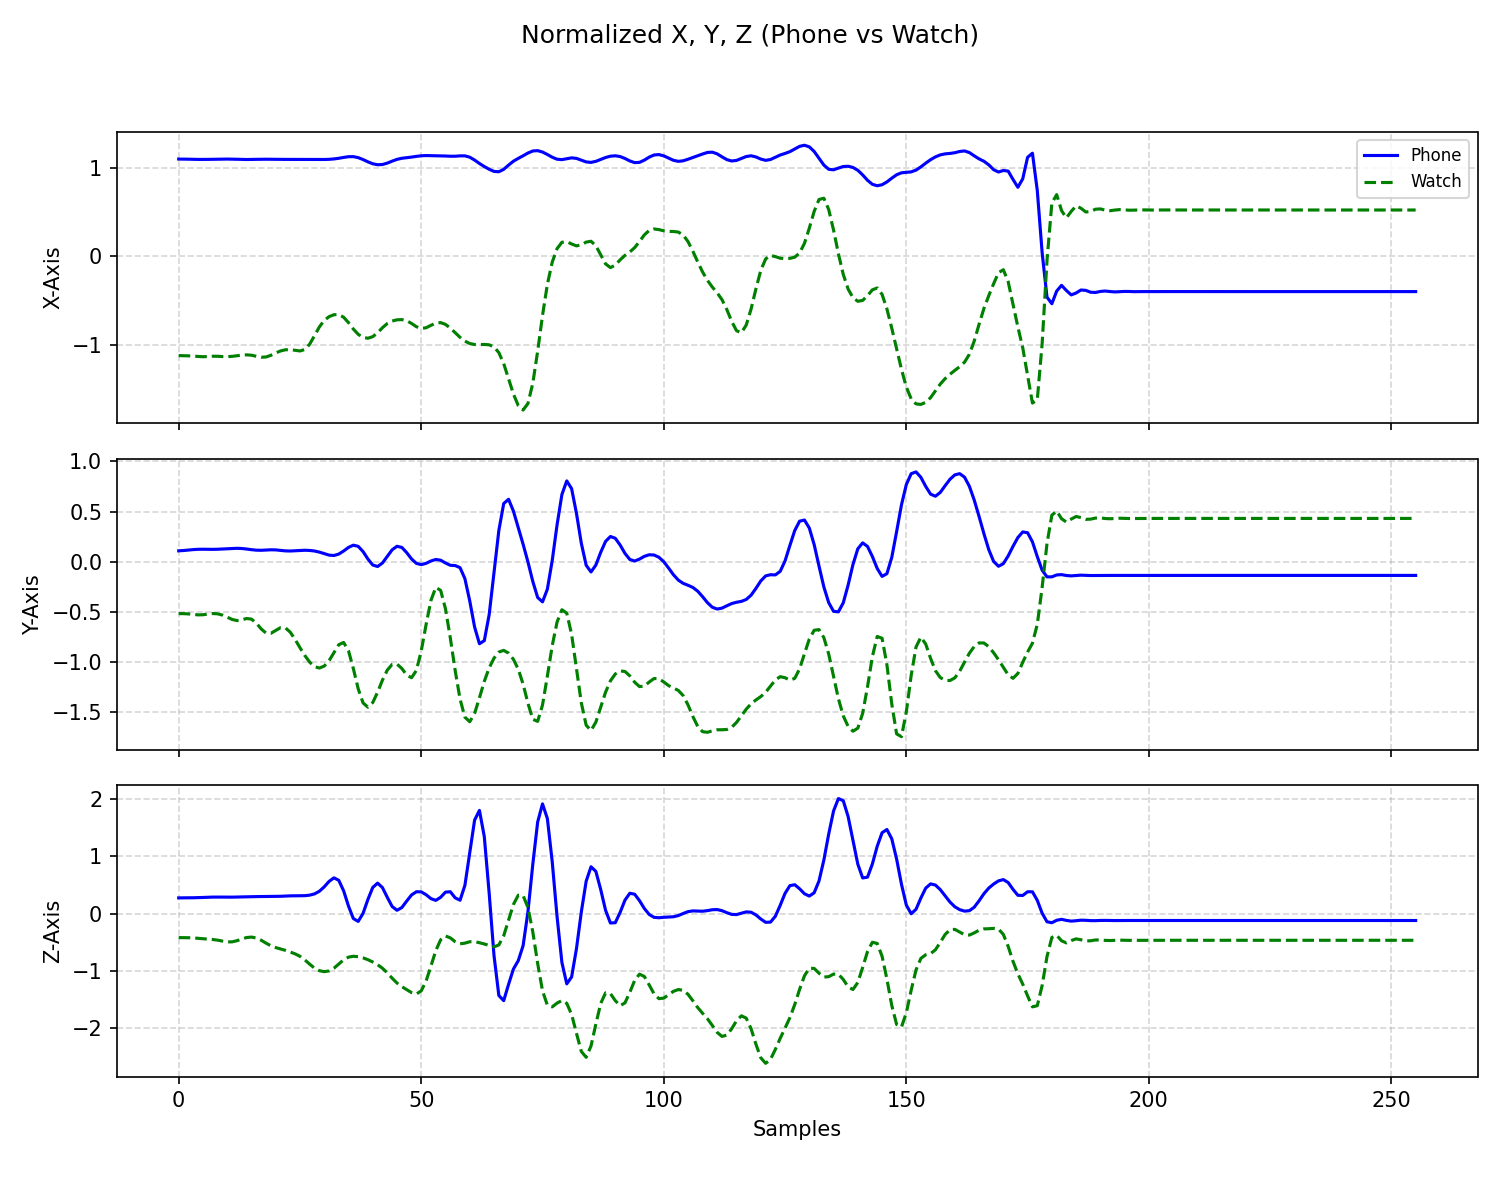 Normalized X, Y, Z (Phone vs Watch)
X-Axis
1
0
−1
Phone
Watch
Y-Axis
1.0
0.5
0.0
−0.5
−1.0
−1.5
Z-Axis
2
1
0
−1
−2
0 50 100 150 200 250
Samples